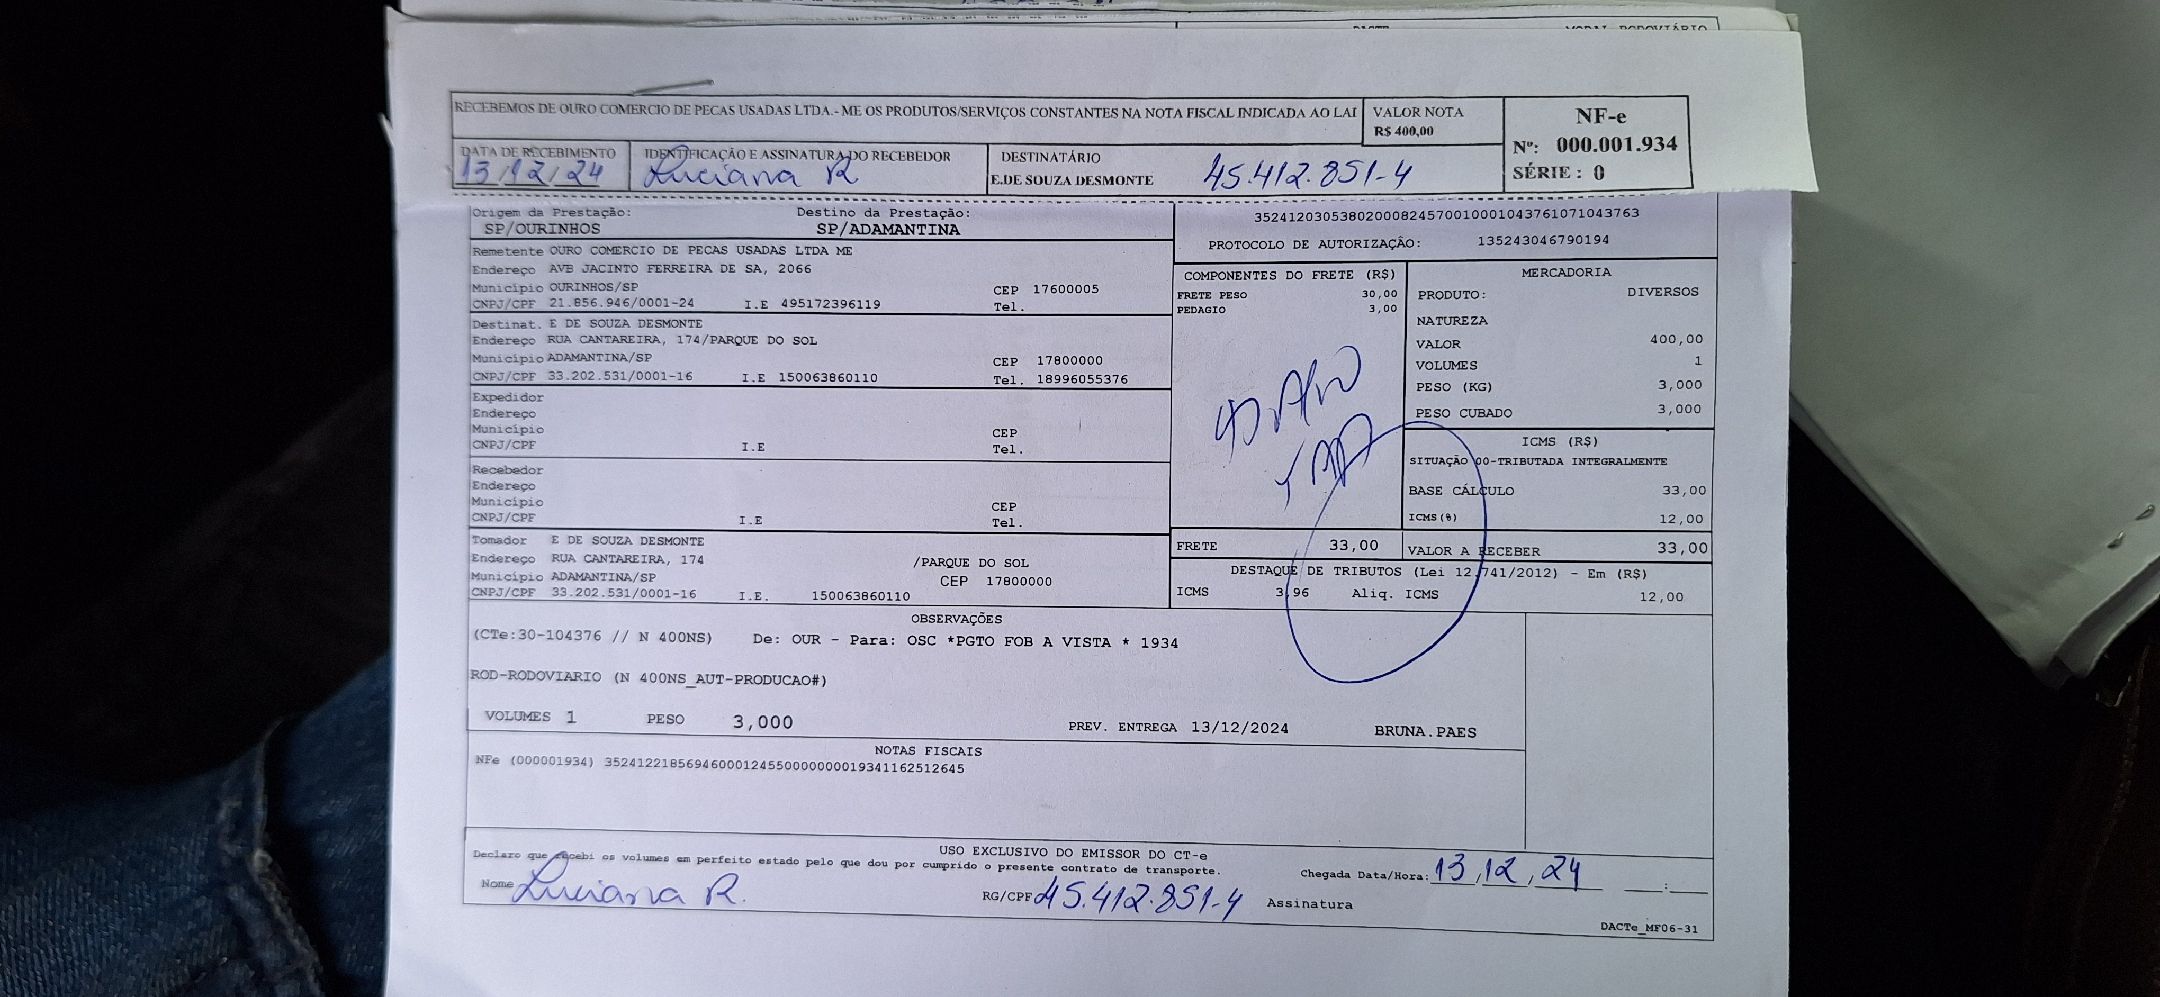 MODAL RODOVIÁRIO
RECEBEMOS DE OURO COMERCIO DE PECAS USADAS LTDA.- ME OS PRODUTOS/SERVIÇOS CONSTANTES NA NOTA FISCAL INDICADA AO LAI
VALOR NOTA
R$ 400,00
NF-e
Nº: 000.001.934
SÉRIE : 0
DATA DE RECEBIMENTO
13/12/24
IDENTIFICAÇÃO E ASSINATURA DO RECEBEDOR
Luciana R
DESTINATÁRIO
E.DE SOUZA DESMONTE
45.412.851-4
Origem da Prestação: Destino da Prestação:
SP/OURINHOS SP/ADAMANTINA
35241203053802000824570010001043761071043763
PROTOCOLO DE AUTORIZAÇÃO: 135243046790194
Remetente OURO COMERCIO DE PECAS USADAS LTDA ME
Endereço AVB JACINTO FERREIRA DE SA, 2066
Município OURINHOS/SP CEP 17600005
CNPJ/CPF 21.856.946/0001-24 I.E 495172396119 Tel.
Destinat. E DE SOUZA DESMONTE
Endereço RUA CANTAREIRA, 174/PARQUE DO SOL
Município ADAMANTINA/SP CEP 17800000
CNPJ/CPF 33.202.531/0001-16 I.E 150063860110 Tel. 18996055376
Expedidor
Endereço
Município CEP
CNPJ/CPF I.E Tel.
Recebedor
Endereço
Município CEP
CNPJ/CPF I.E Tel.
Tomador E DE SOUZA DESMONTE
Endereço RUA CANTAREIRA, 174 /PARQUE DO SOL
Município ADAMANTINA/SP CEP 17800000
CNPJ/CPF 33.202.531/0001-16 I.E. 150063860110
COMPONENTES DO FRETE (R$)
FRETE PESO 30,00
PEDAGIO 3,00
MERCADORIA
PRODUTO: DIVERSOS
NATUREZA
VALOR 400,00
VOLUMES 1
PESO (KG) 3,000
PESO CUBADO 3,000
ICMS (R$)
SITUAÇÃO 00-TRIBUTADA INTEGRALMENTE
BASE CÁLCULO 33,00
ICMS(%) 12,00
FRETE 33,00
VALOR A RECEBER 33,00
DESTAQUE DE TRIBUTOS (Lei 12.741/2012) - Em (R$)
ICMS 3,96 Aliq. ICMS 12,00
OBSERVAÇÕES
(CTe:30-104376 // N 400NS) De: OUR - Para: OSC *PGTO FOB A VISTA * 1934
ROD-RODOVIARIO (N 400NS_AUT-PRODUCAO#)
VOLUMES 1 PESO 3,000 PREV. ENTREGA 13/12/2024 BRUNA.PAES
NOTAS FISCAIS
NFe (000001934) 35241221856946000124550000000019341162512645
USO EXCLUSIVO DO EMISSOR DO CT-e
Declaro que recebi os volumes em perfeito estado pelo que dou por cumprido o presente contrato de transporte.
Chegada Data/Hora: 13,12,24 __:__
Nome Luciana R. RG/CPF 45.412.851-4 Assinatura
DACTe_MF06-31